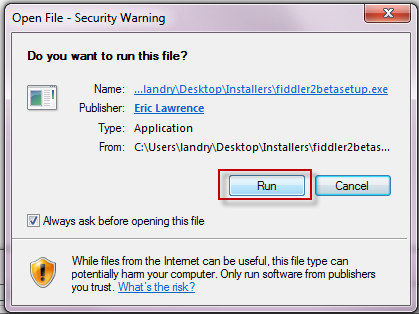 Open File - Security Warning
Do you want to run this file?
Name: ...landry\Desktop\Installers\fiddler2betasetup.exe
Publisher: Eric Lawrence
Type: Application
From: C:\Users\landry\Desktop\Installers\fiddler2betas...
Run Cancel
Always ask before opening this file
While files from the Internet can be useful, this file type can
potentially harm your computer. Only run software from publishers
you trust. What's the risk?